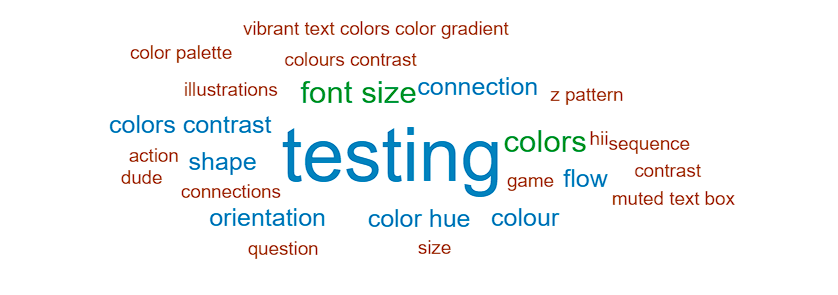 vibrant text colors color gradient
color palette
colours contrast
illustrations
font size
connection
z pattern
colors contrast
testing
colors
hii
sequence
action
shape
contrast
dude
connections
game
flow
muted text box
orientation
color hue
colour
question
size